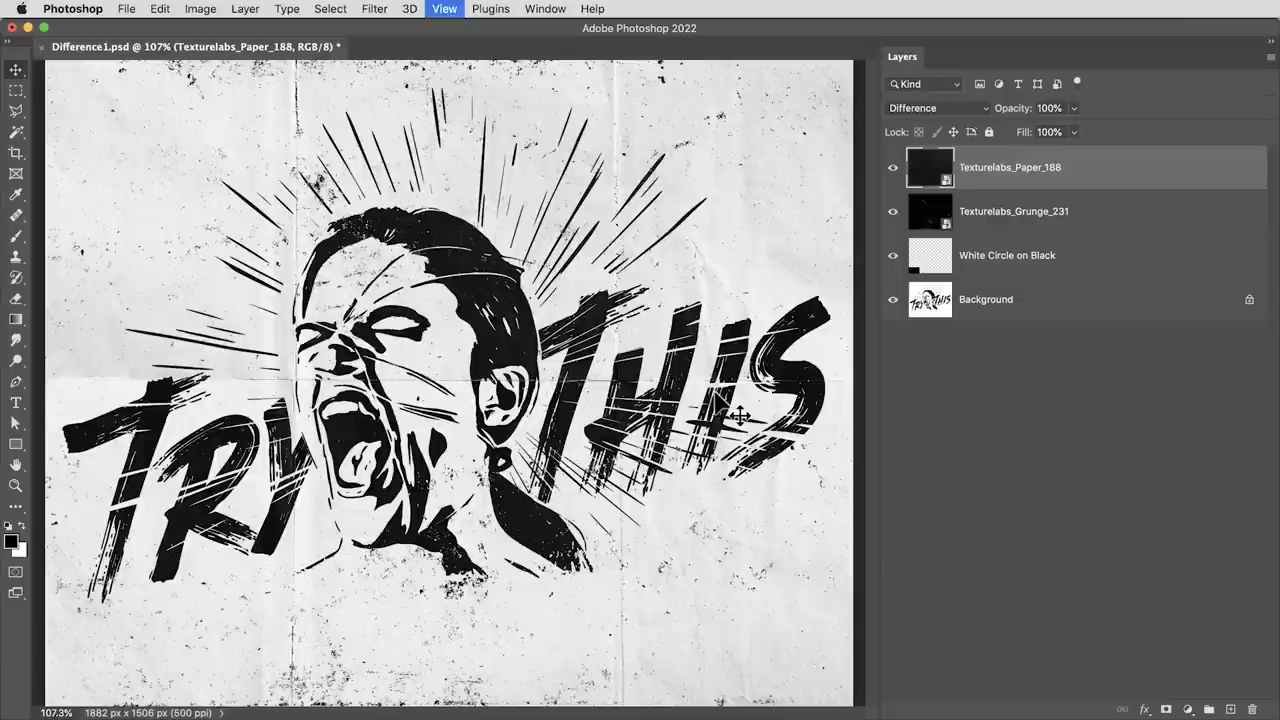 Photoshop File Edit Image Layer Type Select Filter 3D View Plugins Window Help
Adobe Photoshop 2022
Difference1.psd @ 107% (Texturelabs_Paper_188, RGB/8) *
Layers
Kind
Difference Opacity: 100%
Lock: Fill: 100%
Texturelabs_Paper_188
Texturelabs_Grunge_231
White Circle on Black
Background
TRY THIS
TRY THIS
107.3% 1882 px x 1506 px (500 ppi)